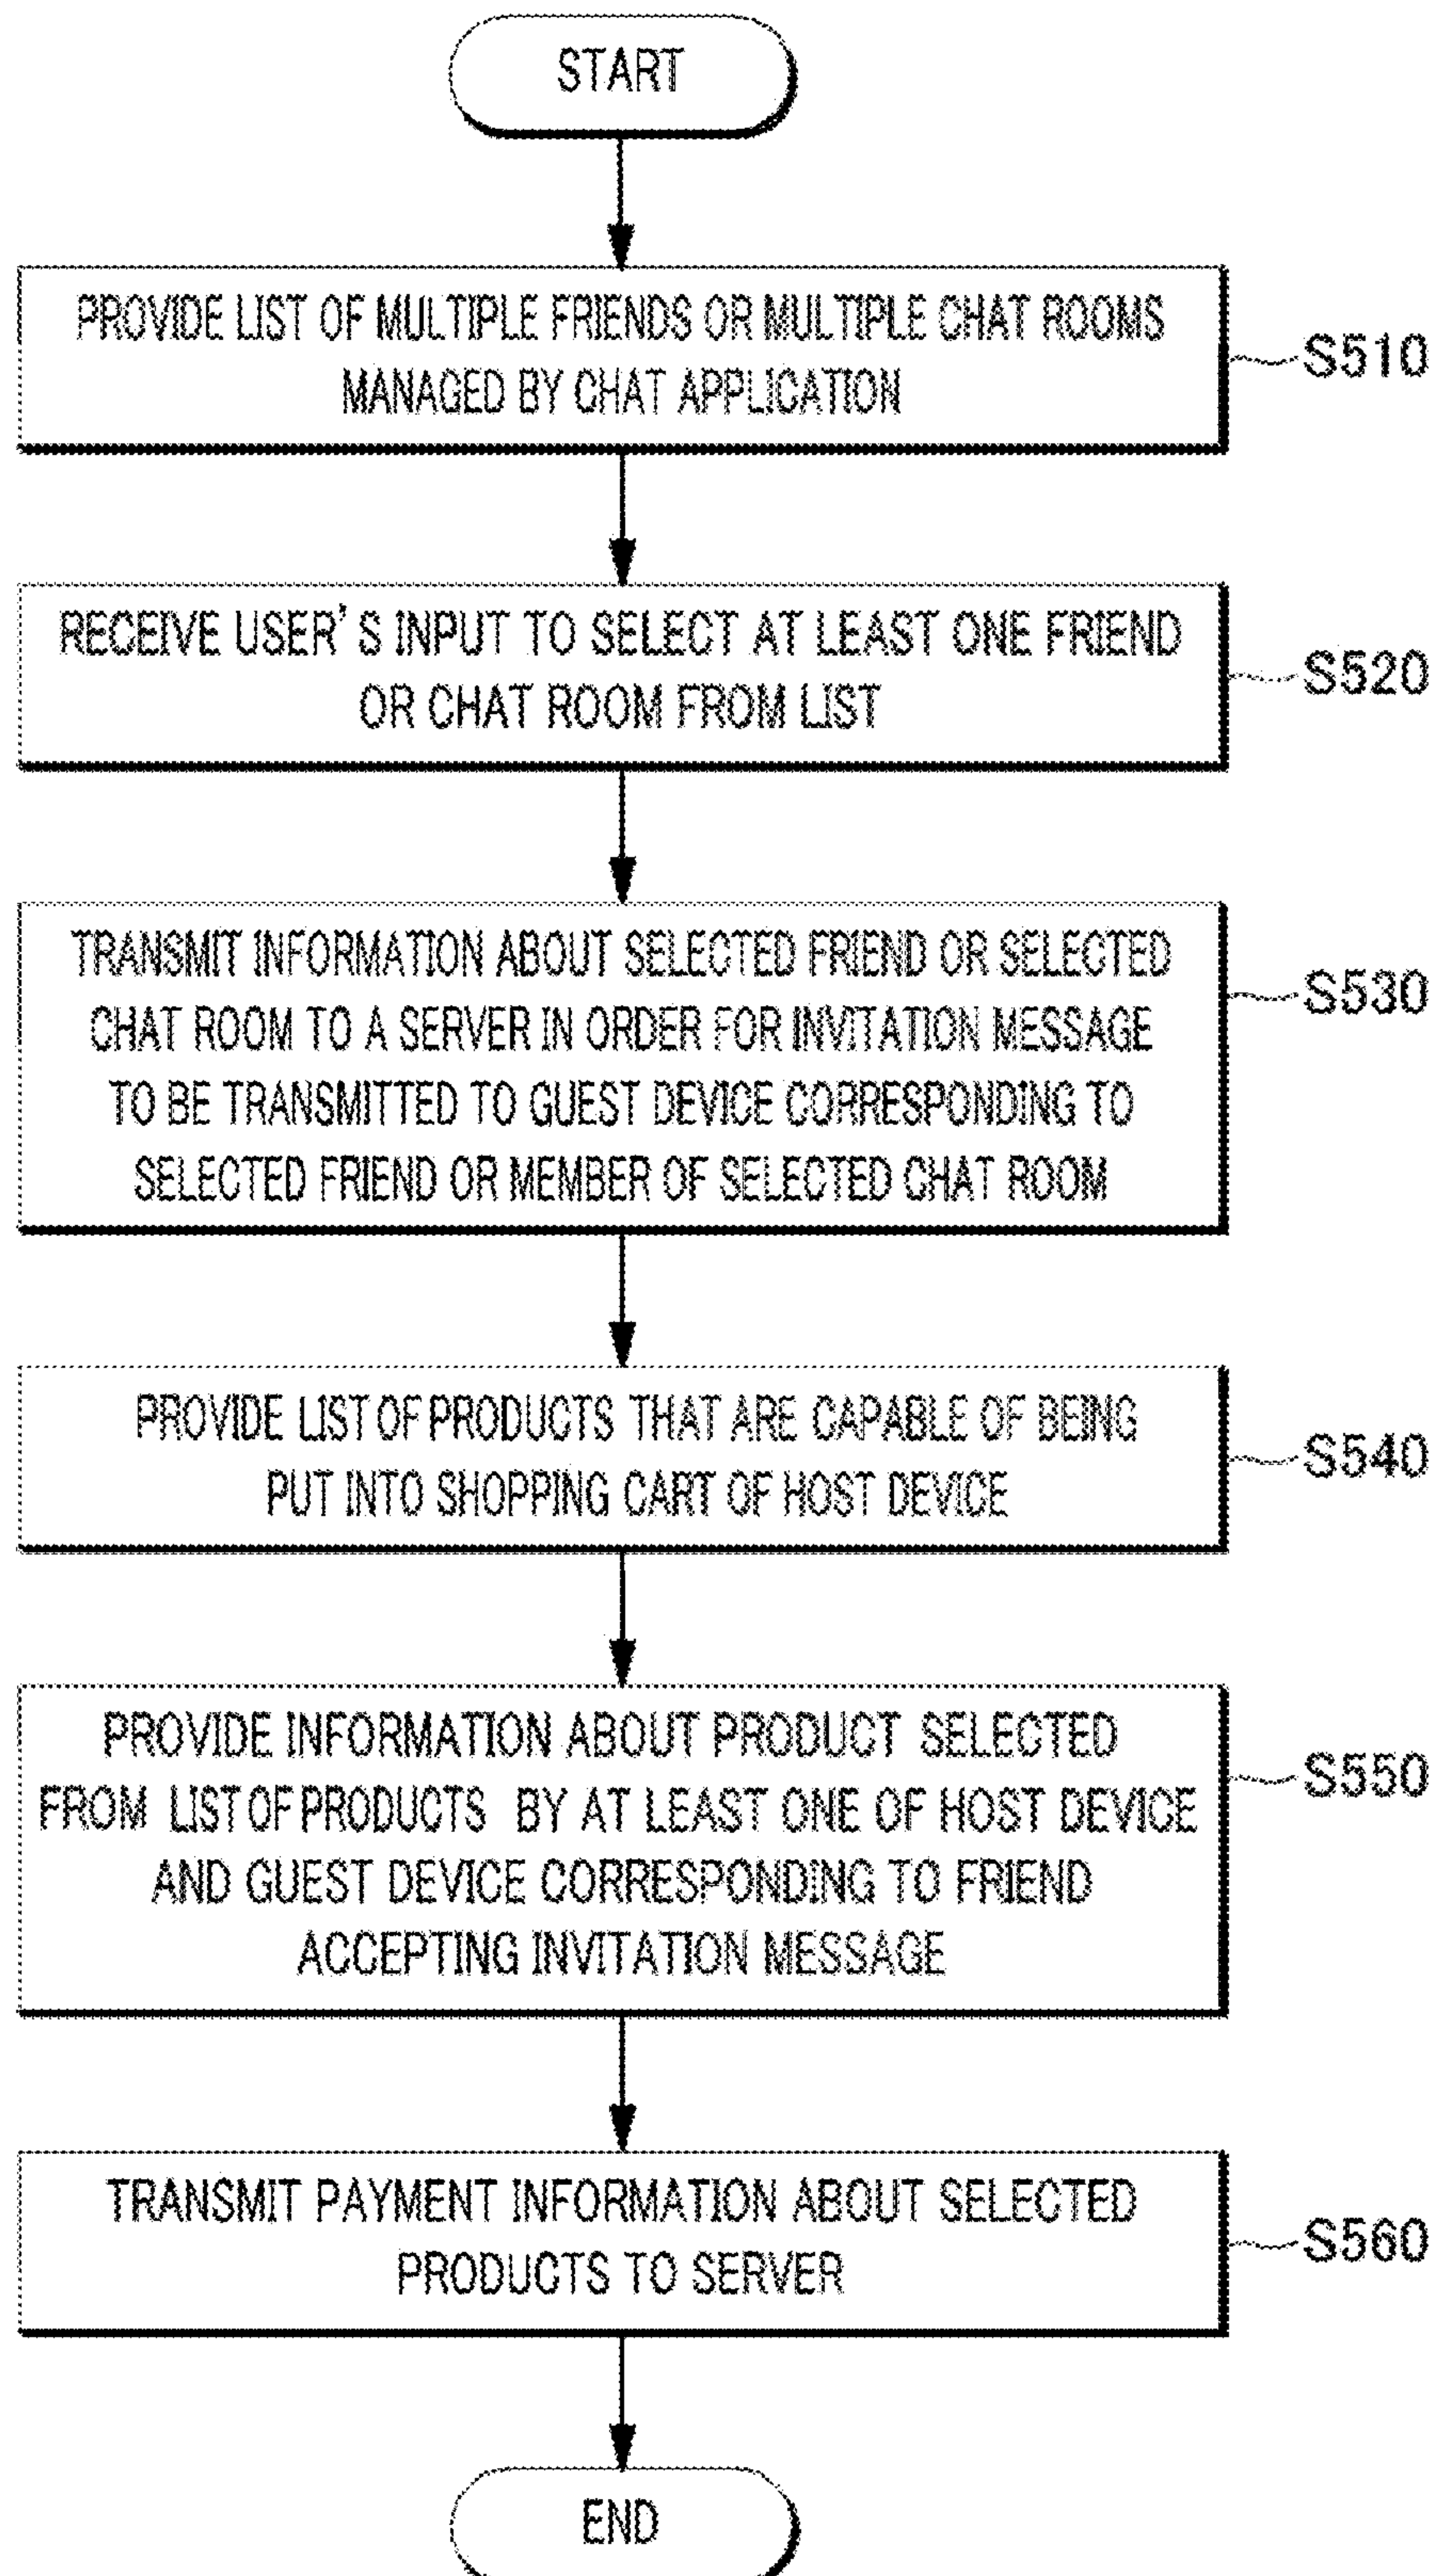 START
PROVIDE LIST OF MULTIPLE FRIENDS OR MULTIPLE CHAT ROOMS
MANAGED BY CHAT APPLICATION
S510
RECEIVE USER'S INPUT TO SELECT AT LEAST ONE FRIEND
OR CHAT ROOM FROM LIST
S520
TRANSMIT INFORMATION ABOUT SELECTED FRIEND OR SELECTED
CHAT ROOM TO A SERVER IN ORDER FOR INVITATION MESSAGE
TO BE TRANSMITTED TO GUEST DEVICE CORRESPONDING TO
SELECTED FRIEND OR MEMBER OF SELECTED CHAT ROOM
S530
PROVIDE LIST OF PRODUCTS THAT ARE CAPABLE OF BEING
PUT INTO SHOPPING CART OF HOST DEVICE
S540
PROVIDE INFORMATION ABOUT PRODUCT SELECTED
FROM LIST OF PRODUCTS BY AT LEAST ONE OF HOST DEVICE
AND GUEST DEVICE CORRESPONDING TO FRIEND
ACCEPTING INVITATION MESSAGE
S550
TRANSMIT PAYMENT INFORMATION ABOUT SELECTED
PRODUCTS TO SERVER
S560
END